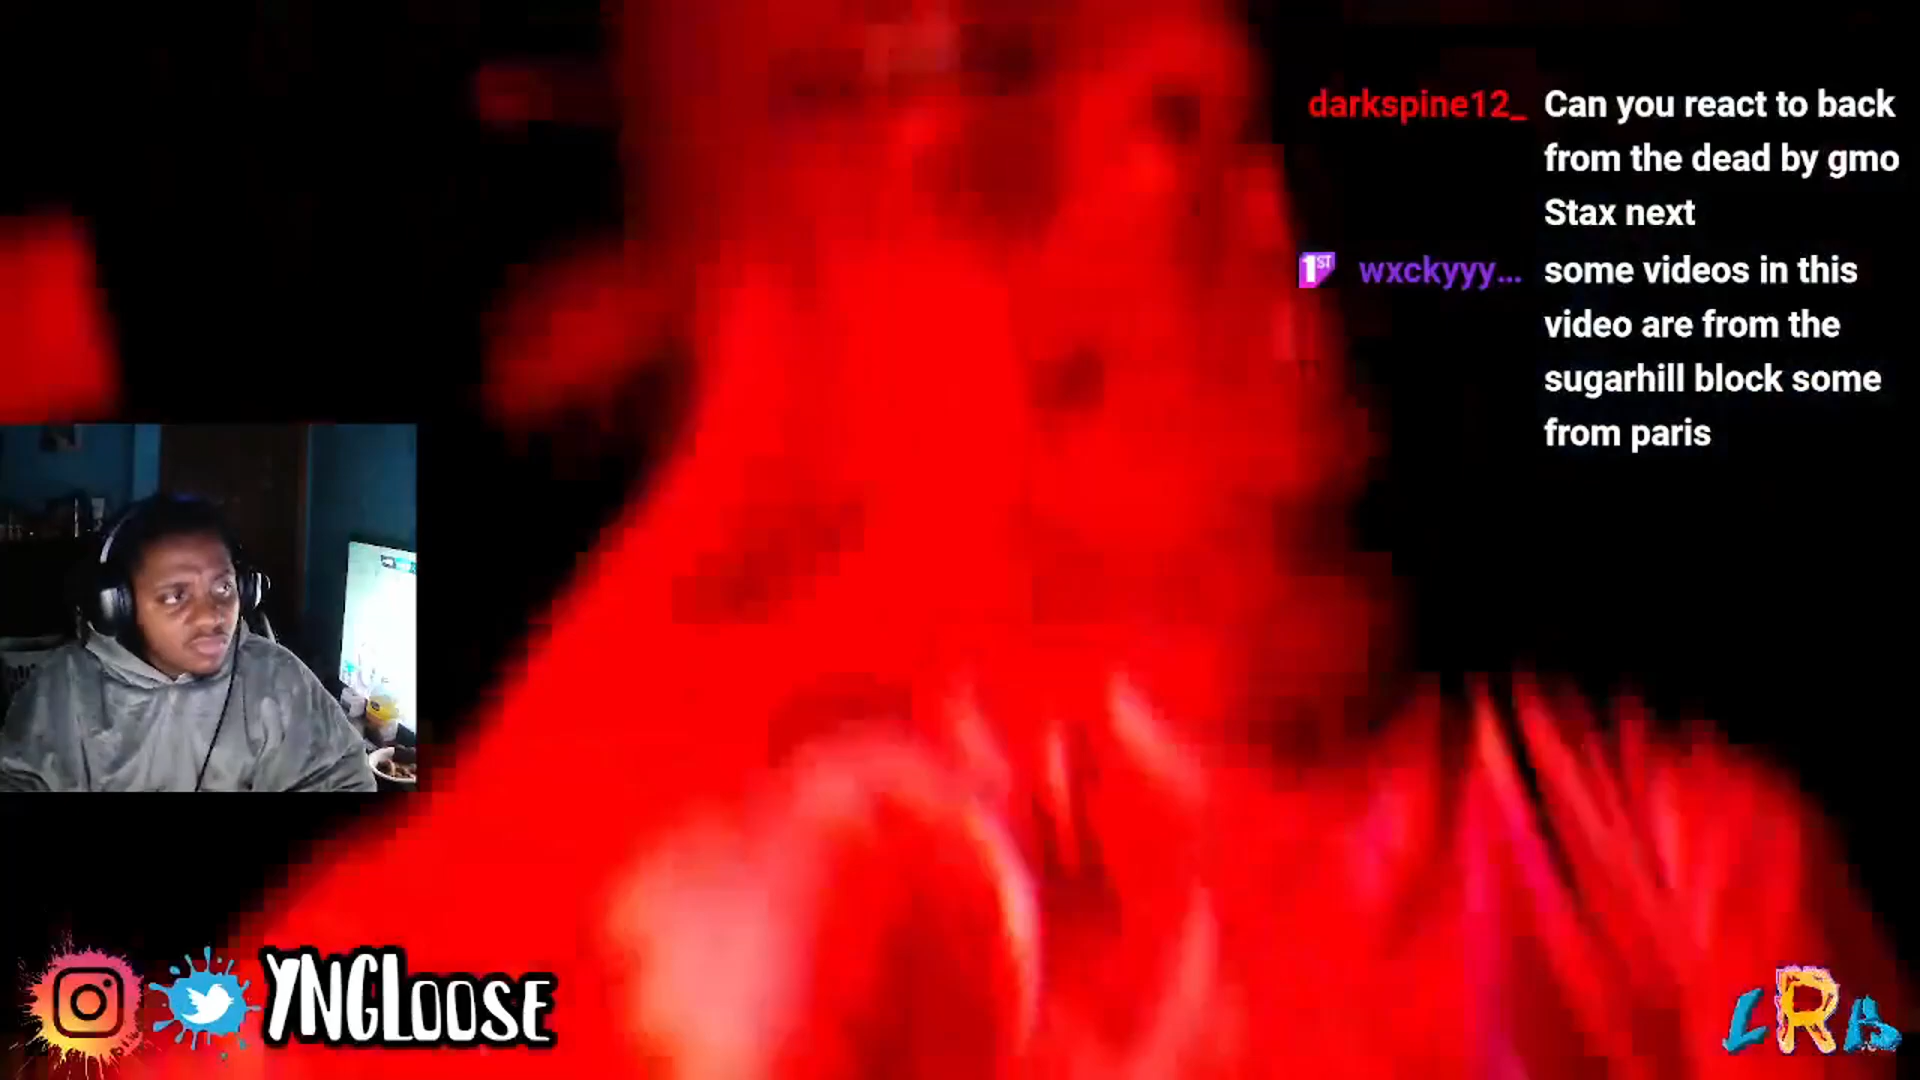 darkspine12_ Can you react to back
from the dead by gmo
Stax next
1ST wxckyyy... some videos in this
video are from the
sugarhill block some
from paris
YNGLOOSE
LRB